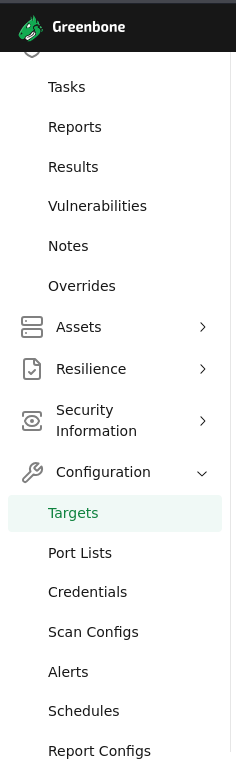 Greenbone
Tasks
Reports
Results
Vulnerabilities
Notes
Overrides
Assets
Resilience
Security
Information
Configuration
Targets
Port Lists
Credentials
Scan Configs
Alerts
Schedules
Report Configs